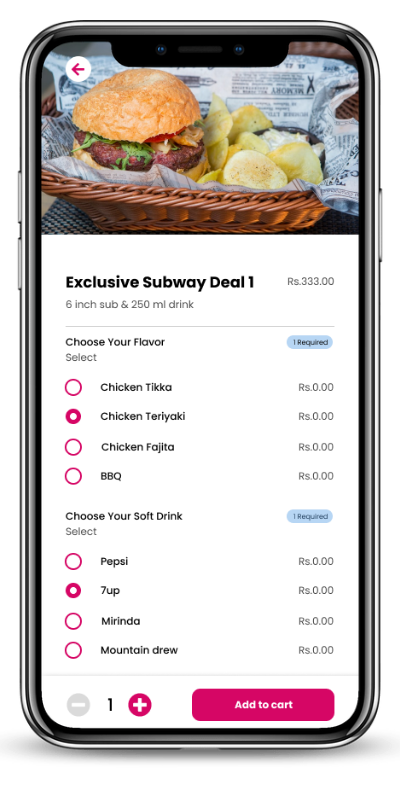 MEMORY
Exclusive Subway Deal 1 Rs.333.00
6 inch sub & 250 ml drink
Choose Your Flavor 1 Required
Select
Chicken Tikka Rs.0.00
Chicken Teriyaki Rs.0.00
Chicken Fajita Rs.0.00
BBQ Rs.0.00
Choose Your Soft Drink 1 Required
Select
Pepsi Rs.0.00
7up Rs.0.00
Mirinda Rs.0.00
Mountain drew Rs.0.00
1 Add to cart